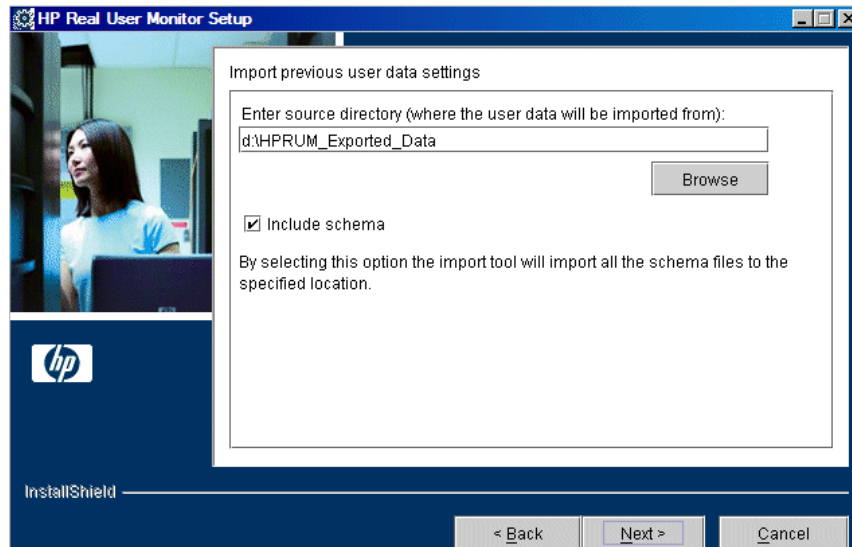 HP Real User Monitor Setup
Import previous user data settings
Enter source directory (where the user data will be imported from):
d:\HPRUM_Exported_Data
Browse
Include schema
By selecting this option the import tool will import all the schema files to the
specified location.
hp
InstallShield
< Back
Next >
Cancel